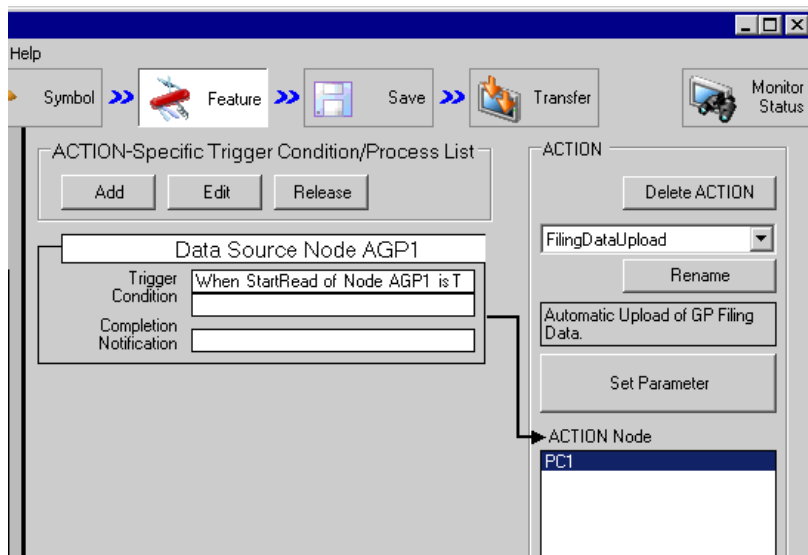 Help
Symbol
Feature
Save
Transfer
Monitor
Status
ACTION-Specific Trigger Condition/Process List
Add
Edit
Release
Data Source Node AGP1
Trigger
Condition
When StartRead of Node AGP1 is T
Completion
Notification
ACTION
Delete ACTION
FilingDataUpload
Rename
Automatic Upload of GP Filing
Data.
Set Parameter
ACTION Node
PC1